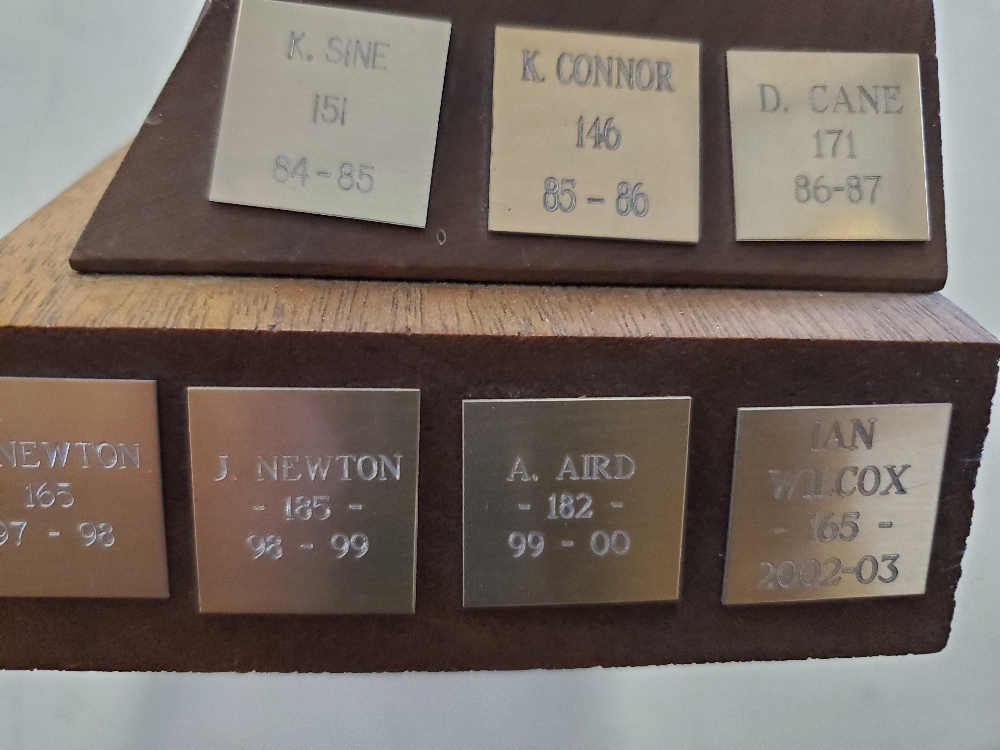 K. SINE
151
84-85
K. CONNOR
146
85 - 86
D. CANE
171
86-87
NEWTON
165
97 - 98
J. NEWTON
- 185 -
98 - 99
A. AIRD
- 182 -
99 - 00
IAN
WILCOX
- 165 -
2002-03